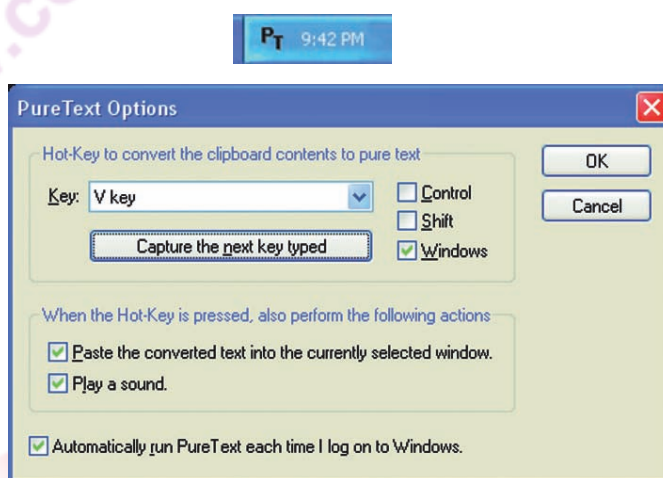 PT 9:42 PM
PureText Options
Hot-Key to convert the clipboard contents to pure text
Key: V key
Control
Shift
Capture the next key typed
Windows
OK
Cancel
When the Hot-Key is pressed, also perform the following actions
Paste the converted text into the currently selected window.
Play a sound.
Automatically run PureText each time I log on to Windows.